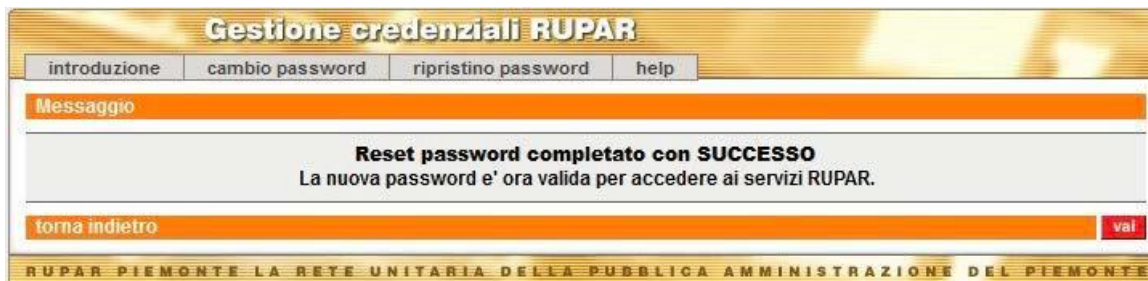 Gestione credenziali RUPAR
introduzione cambio password ripristino password help
Messaggio
Reset password completato con SUCCESSO
La nuova password e' ora valida per accedere ai servizi RUPAR.
torna indietro vai
RUPAR PIEMONTE LA RETE UNITARIA DELLA PUBBLICA AMMINISTRAZIONE DEL PIEMONTE